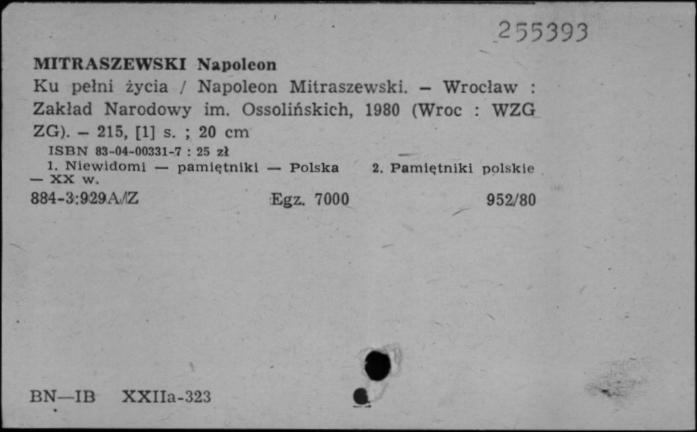 255393
MITRASZEWSKI Napoleon
Ku pełni życia / Napoleon Mitraszewski. — Wrocław :
Zakład Narodowy im. Ossolińskich, 1980 (Wroc : WZG
ZG). — 215, [1] s. ; 20 cm
ISBN 83-04-00331-7 : 25 zł
1. Niewidomi — pamiętniki — Polska 2. Pamiętniki polskie
— XX w.
884-3:929A/Z Egz. 7000 952/80
BN—IB XXIIa-323